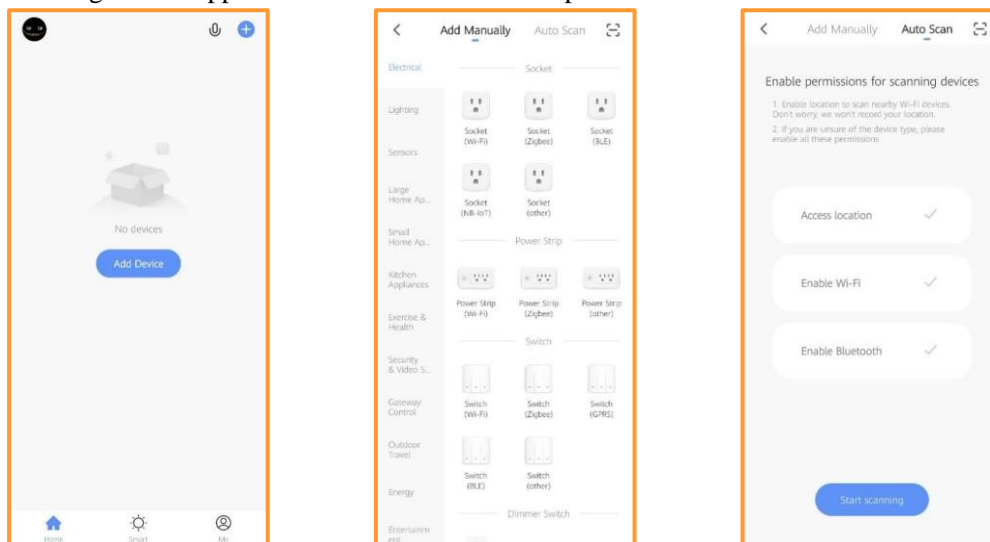 No devices
Add Device
Home
Smart
Me
Add Manually
Auto Scan
Electrical
Lighting
Sensors
Large
Home Ap...
Small
Home Ap...
Kitchen
Appliances
Exercise &
Health
Security
& Video S...
Gateway
Control
Outdoor
Travel
Energy
Entertainm
Socket
Socket
(Wi-Fi)
Socket
(Zigbee)
Socket
(BLE)
Socket
(NB-IoT)
Socket
(other)
Power Strip
Power Strip
(Wi-Fi)
Power Strip
(Zigbee)
Power Strip
(other)
Switch
Switch
(Wi-Fi)
Switch
(Zigbee)
Switch
(GPRS)
Switch
(BLE)
Switch
(other)
Dimmer Switch
Add Manually
Auto Scan
Enable permissions for scanning devices
1. Enable location to scan nearby Wi-Fi devices.
Don't worry, we won't record your location.
2. If you are unsure of the device type, please
enable all these permissions
Access location
Enable Wi-Fi
Enable Bluetooth
Start scanning